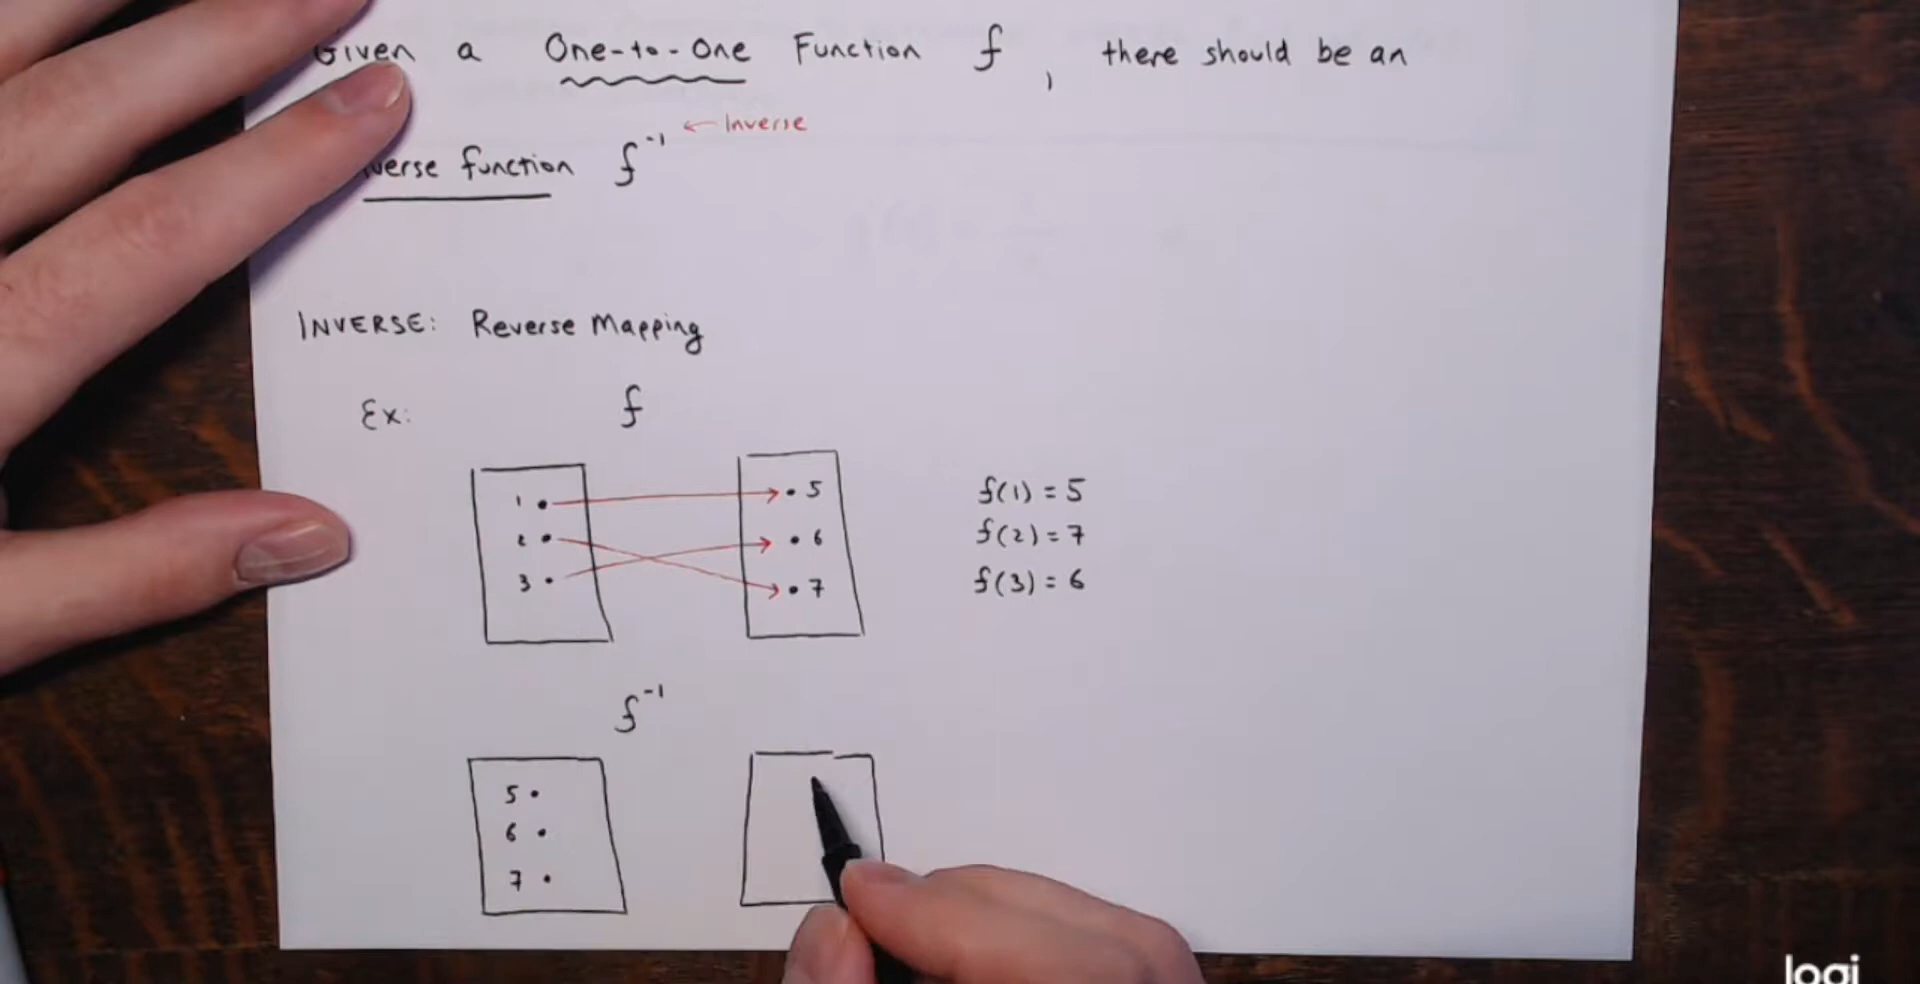 Given a One-to-One Function f, there should be an
verse function f⁻¹ ← Inverse
INVERSE: Reverse Mapping
Ex: f
1 • • 5 f(1) = 5
2 • • 6 f(2) = 7
3 • • 7 f(3) = 6
f⁻¹
5 •
6 •
7 •
logi